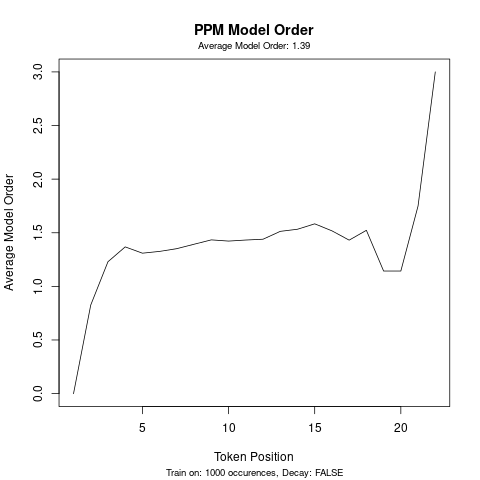 PPM Model Order
Average Model Order: 1.39
Average Model Order
3.0
2.5
2.0
1.5
1.0
0.5
0.0
5 10 15 20
Token Position
Train on: 1000 occurences, Decay: FALSE